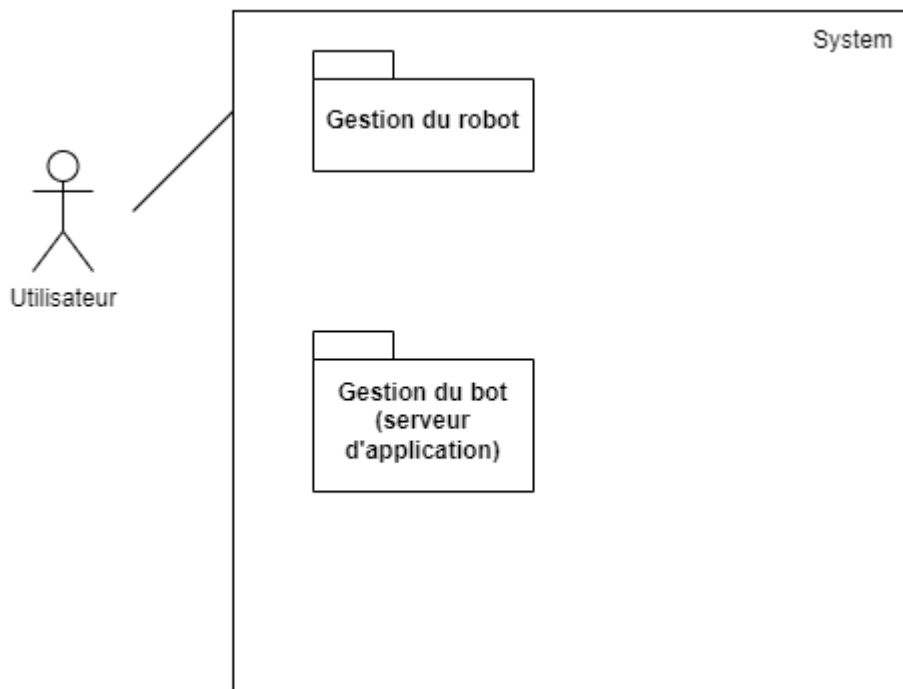 System
Gestion du robot
Utilisateur
Gestion du bot
(serveur
d'application)